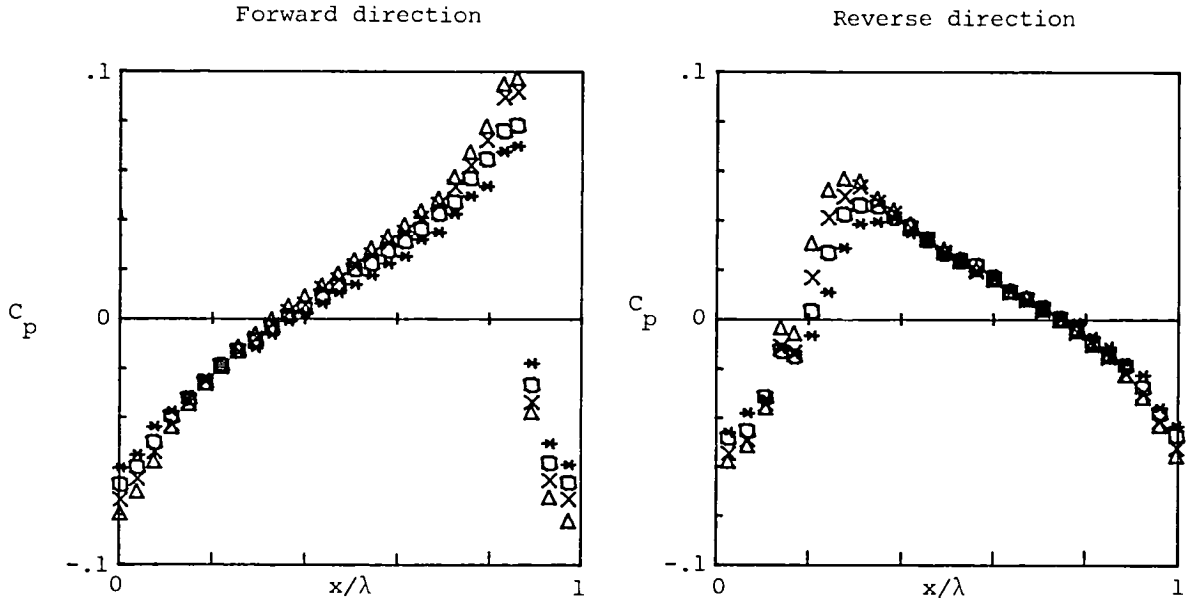 Forward direction
.1
C
p
0
-.1
0
x/λ
1
Reverse direction
.1
C
p
0
-.1
0
x/λ
1